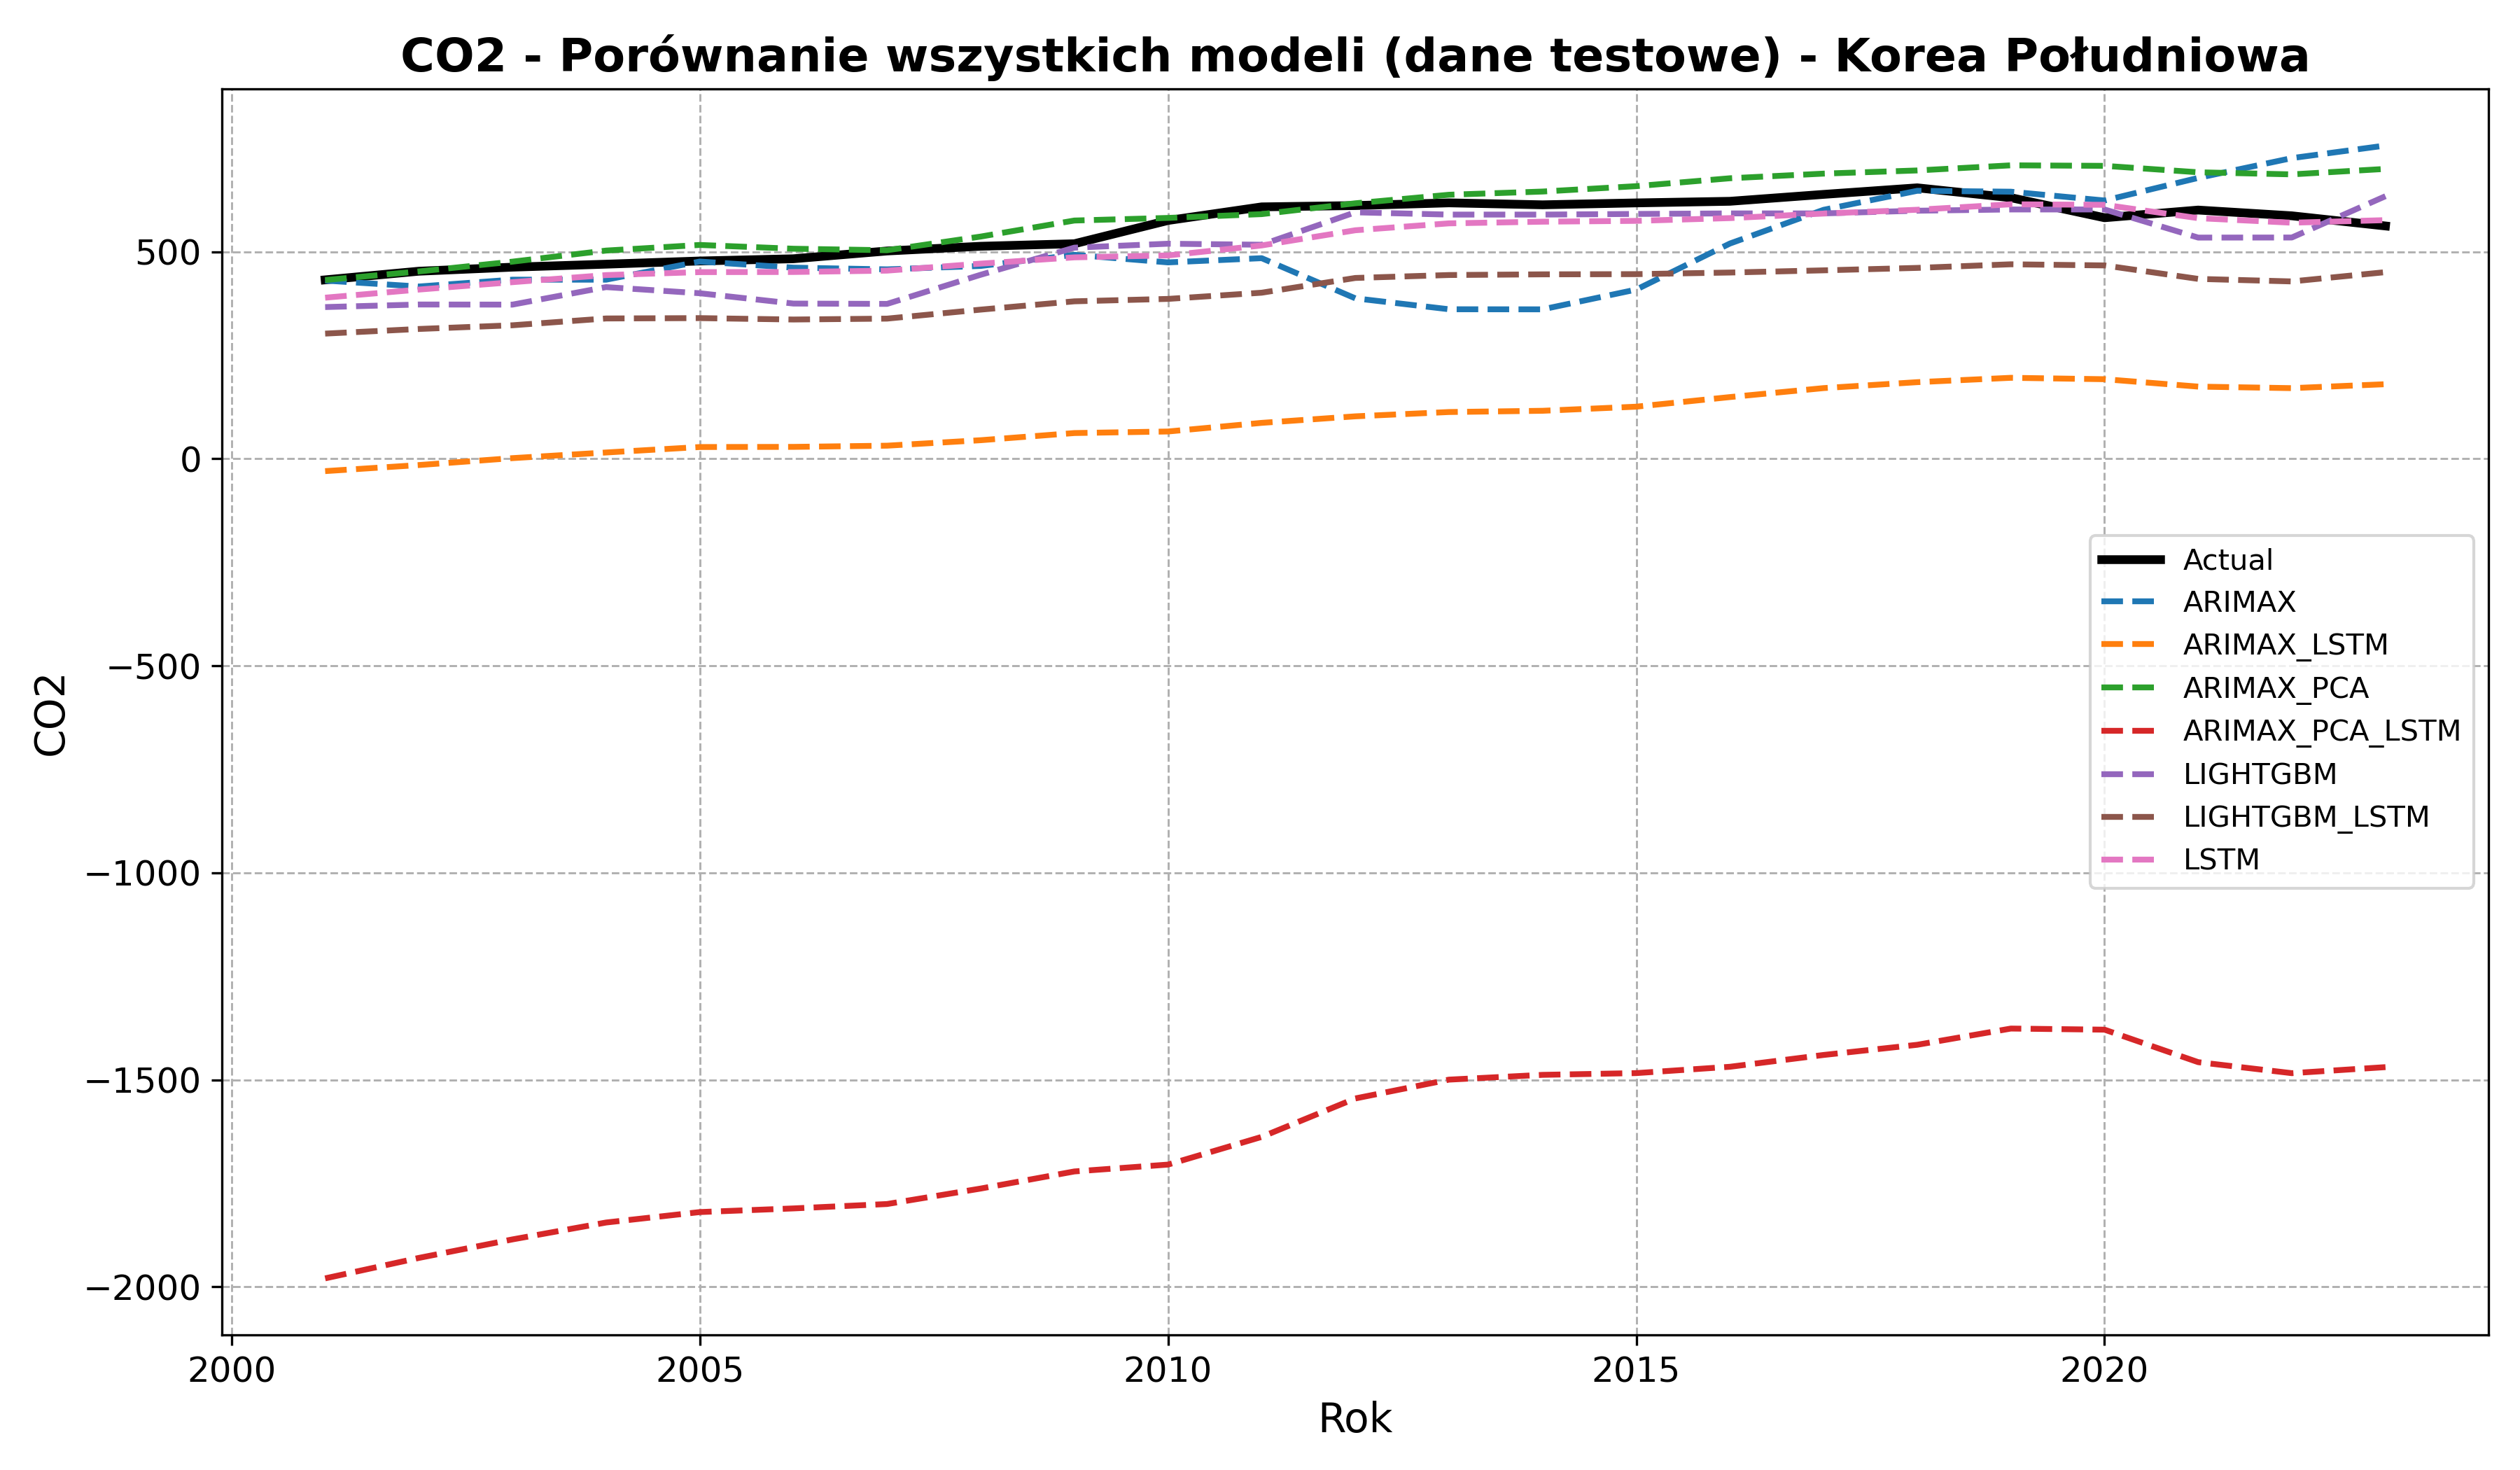 CO2 - Porównanie wszystkich modeli (dane testowe) - Korea Południowa
CO2
500
0
−500
−1000
−1500
−2000
Actual
ARIMAX
ARIMAX_LSTM
ARIMAX_PCA
ARIMAX_PCA_LSTM
LIGHTGBM
LIGHTGBM_LSTM
LSTM
2000 2005 2010 2015 2020
Rok